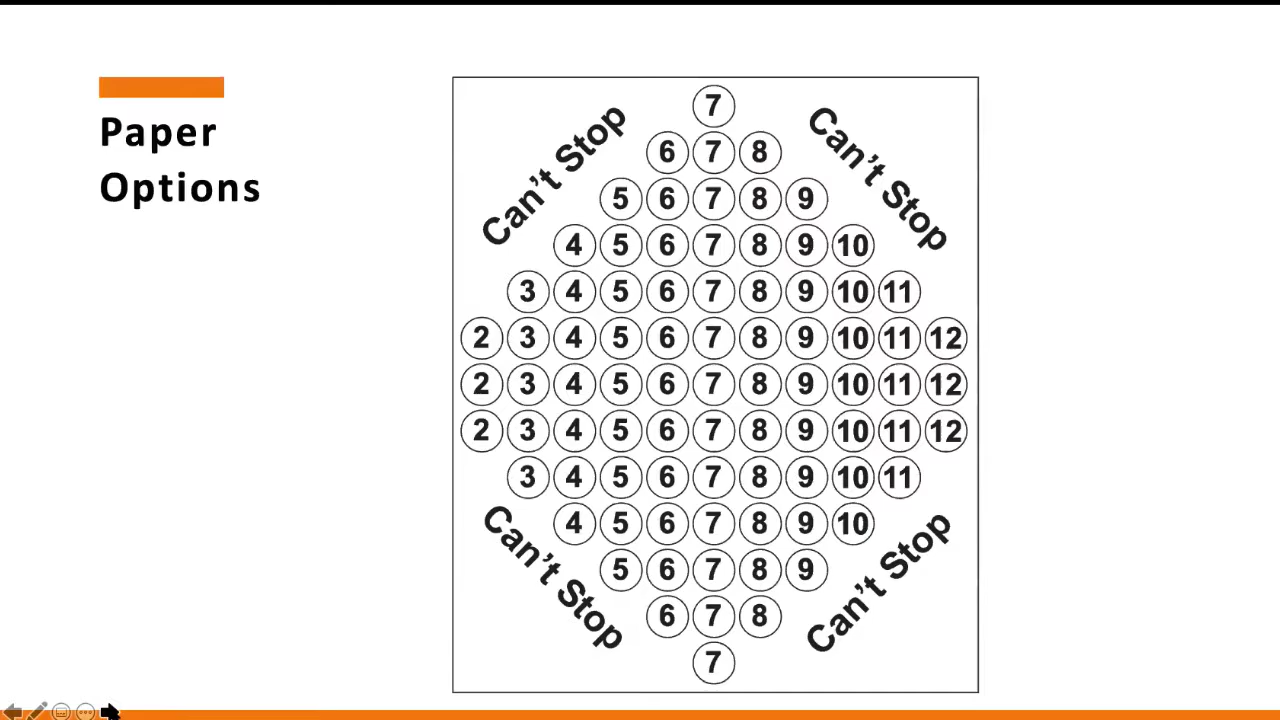 Paper
Options
Can't Stop
Can't Stop
7
6 7 8
5 6 7 8 9
4 5 6 7 8 9 10
3 4 5 6 7 8 9 10 11
2 3 4 5 6 7 8 9 10 11 12
2 3 4 5 6 7 8 9 10 11 12
2 3 4 5 6 7 8 9 10 11 12
3 4 5 6 7 8 9 10 11
4 5 6 7 8 9 10
5 6 7 8 9
6 7 8
7
Can't Stop
Can't Stop